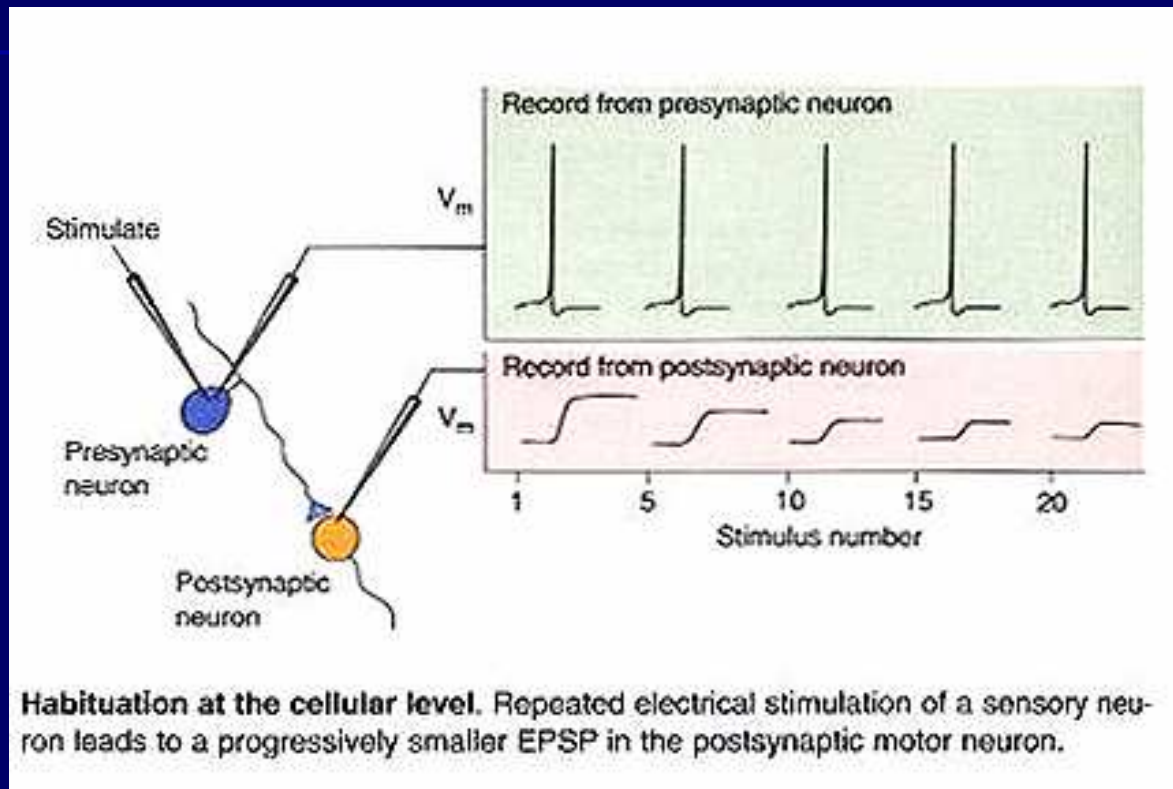 Record from presynaptic neuron
Vm
Stimulate
Record from postsynaptic neuron
Vm
Presynaptic
neuron
1 5 10 15 20
Stimulus number
Postsynaptic
neuron
Habituation at the cellular level. Repeated electrical stimulation of a sensory neu-
ron leads to a progressively smaller EPSP in the postsynaptic motor neuron.